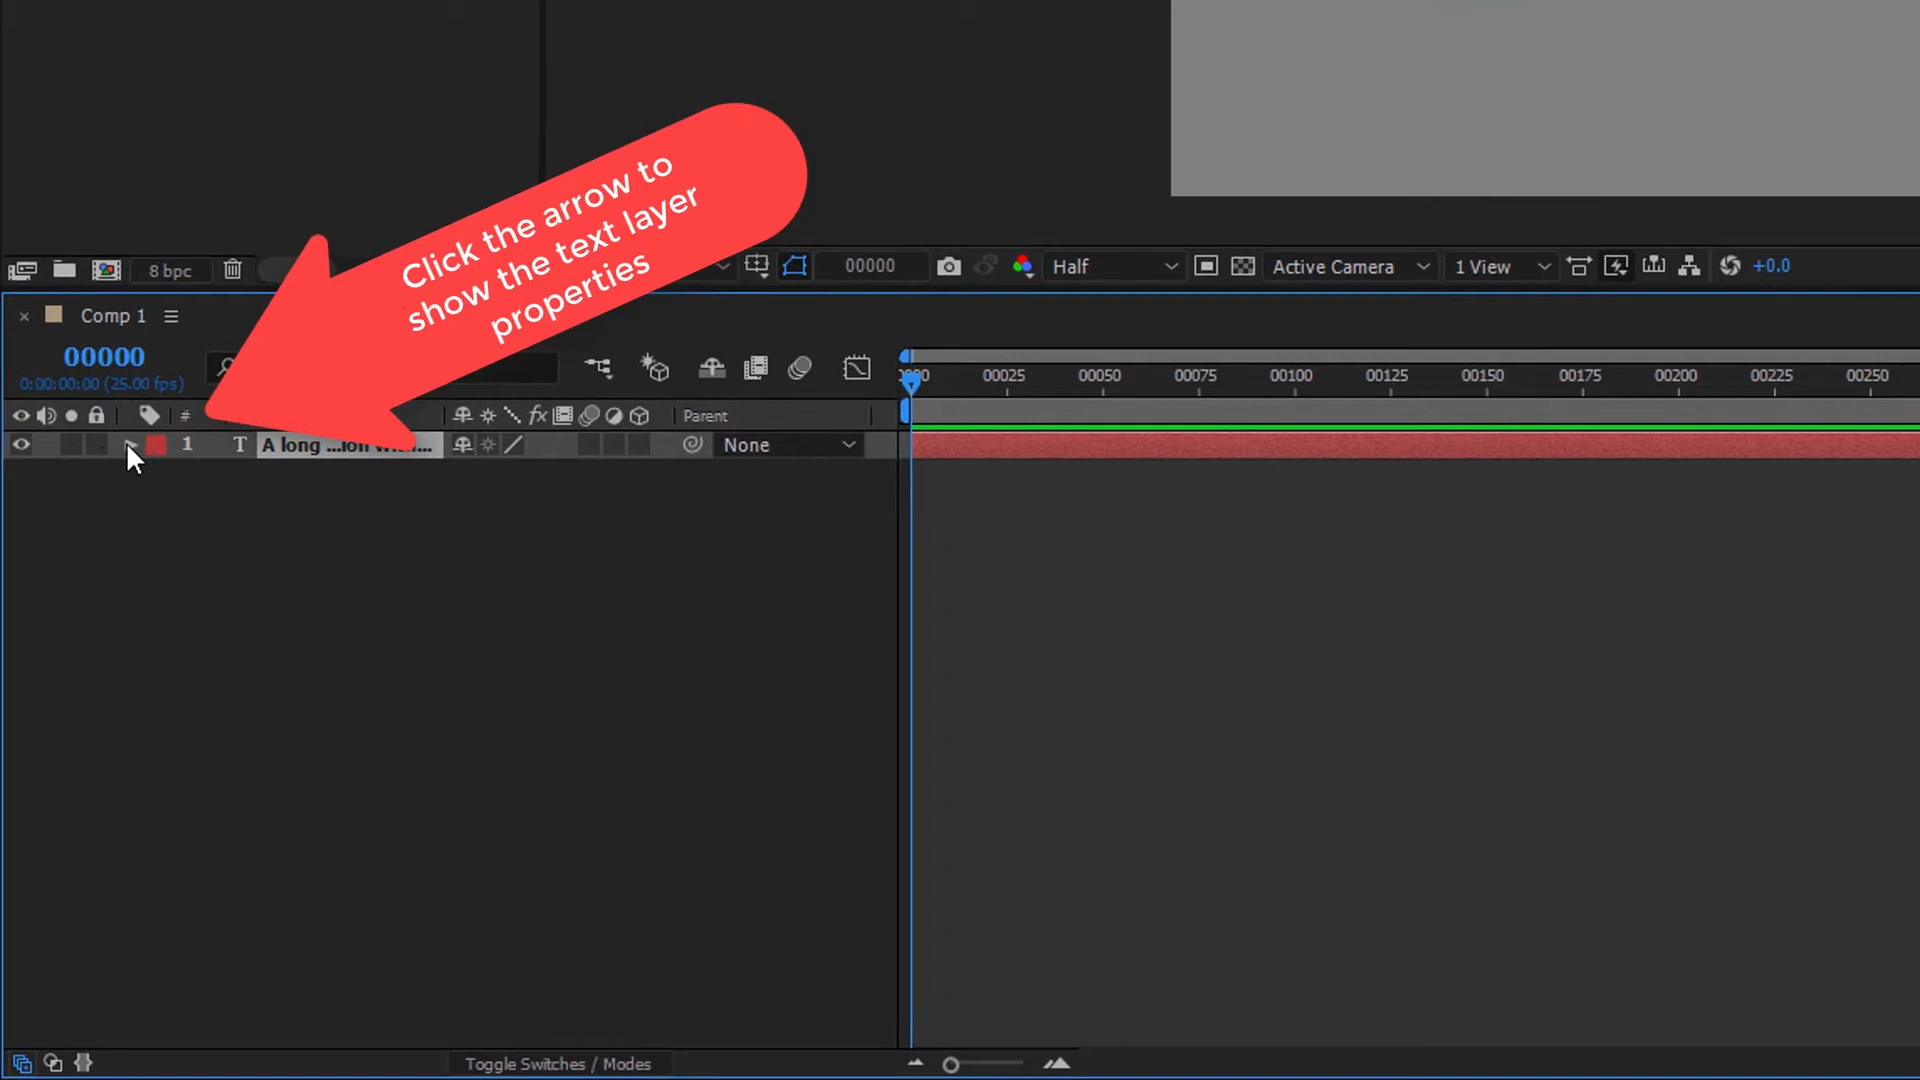 Click the arrow to
show the text layer
properties
8 bpc
00000
Half
Active Camera
1 View
+0.0
Comp 1
00000
0:00:00:00 (25.00 fps)
00025
00050
00075
00100
00125
00150
00175
00200
00225
00250
#
fx
Parent
1
T
A long ...ion
None
Toggle Switches / Modes